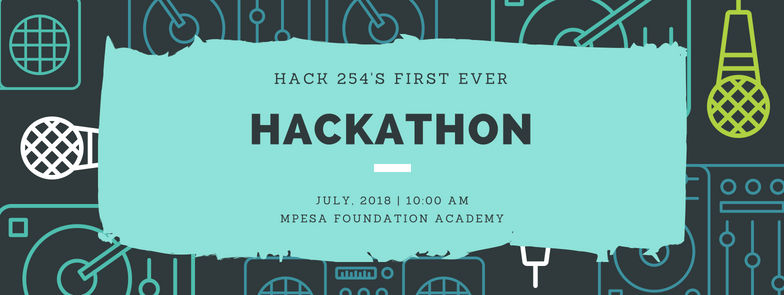 HACK 254'S FIRST EVER
HACKATHON
JULY, 2018 | 10:00 AM
MPESA FOUNDATION ACADEMY